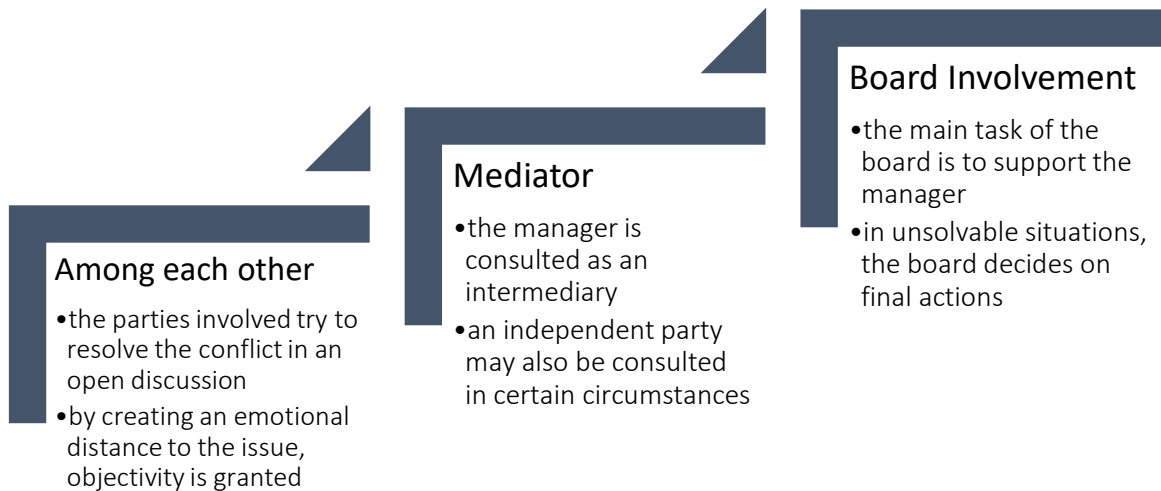 Among each other
•the parties involved try to
resolve the conflict in an
open discussion
•by creating an emotional
distance to the issue,
objectivity is granted
Mediator
•the manager is
consulted as an
intermediary
•an independent party
may also be consulted
in certain circumstances
Board Involvement
•the main task of the
board is to support the
manager
•in unsolvable situations,
the board decides on
final actions